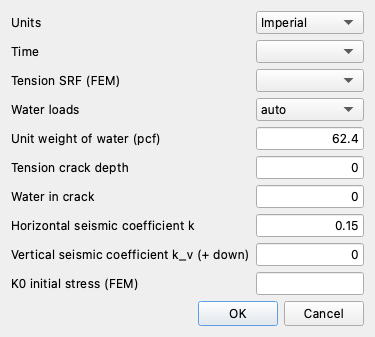 Units Imperial
Time
Tension SRF (FEM)
Water loads auto
Unit weight of water (pcf) 62.4
Tension crack depth 0
Water in crack 0
Horizontal seismic coefficient k 0.15
Vertical seismic coefficient k_v (+ down) 0
K0 initial stress (FEM)
OK Cancel